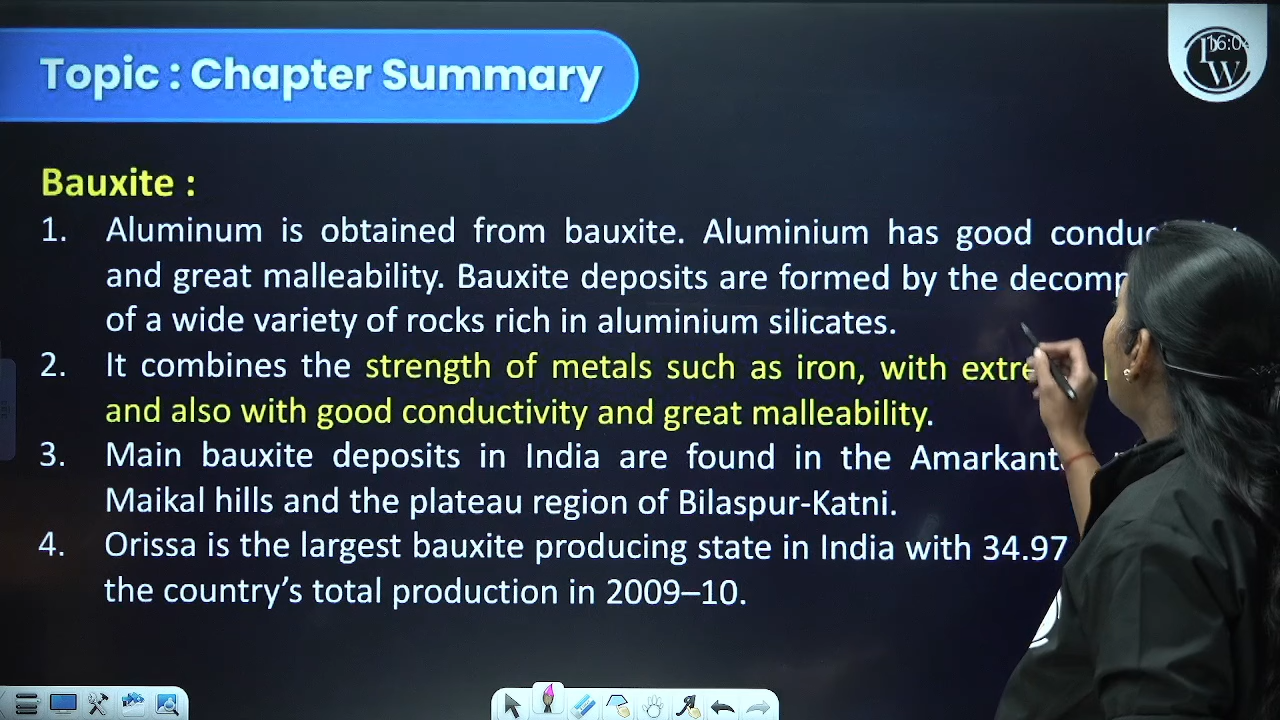 Topic : Chapter Summary
16:0
W
Bauxite :
1. Aluminum is obtained from bauxite. Aluminium has good
and great malleability. Bauxite deposits are formed by the
of a wide variety of rocks rich in aluminium silicates.
2. It combines the strength of metals such as iron, with
and also with good conductivity and great malleability.
3. Main bauxite deposits in India are found in the
Maikal hills and the plateau region of Bilaspur-Katni.
4. Orissa is the largest bauxite producing state in India with 34.97
the country's total production in 2009–10.